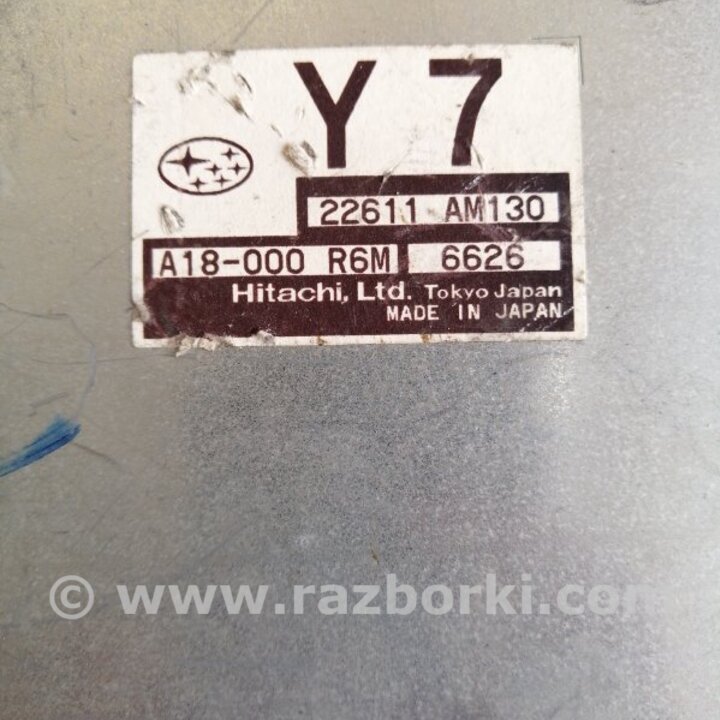 Y 7
22611 AM130
A18-000 R6M 6626
Hitachi, Ltd. Tokyo Japan
MADE IN JAPAN
© www.razborki.com